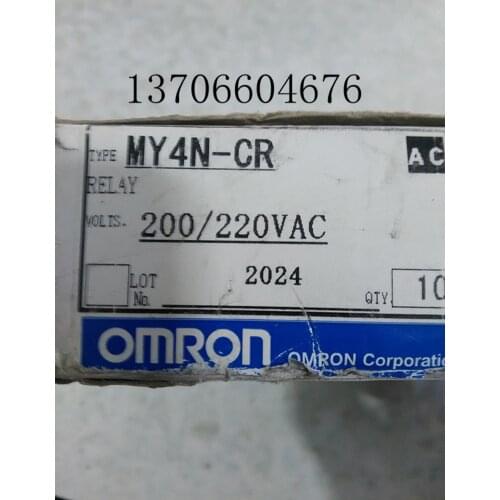 13706604676
TYPE MY4N-CR AC
RELAY
VOLTS. 200/220VAC
LOT No. 2024 QTY. 10
OMRON OMRON Corporatio